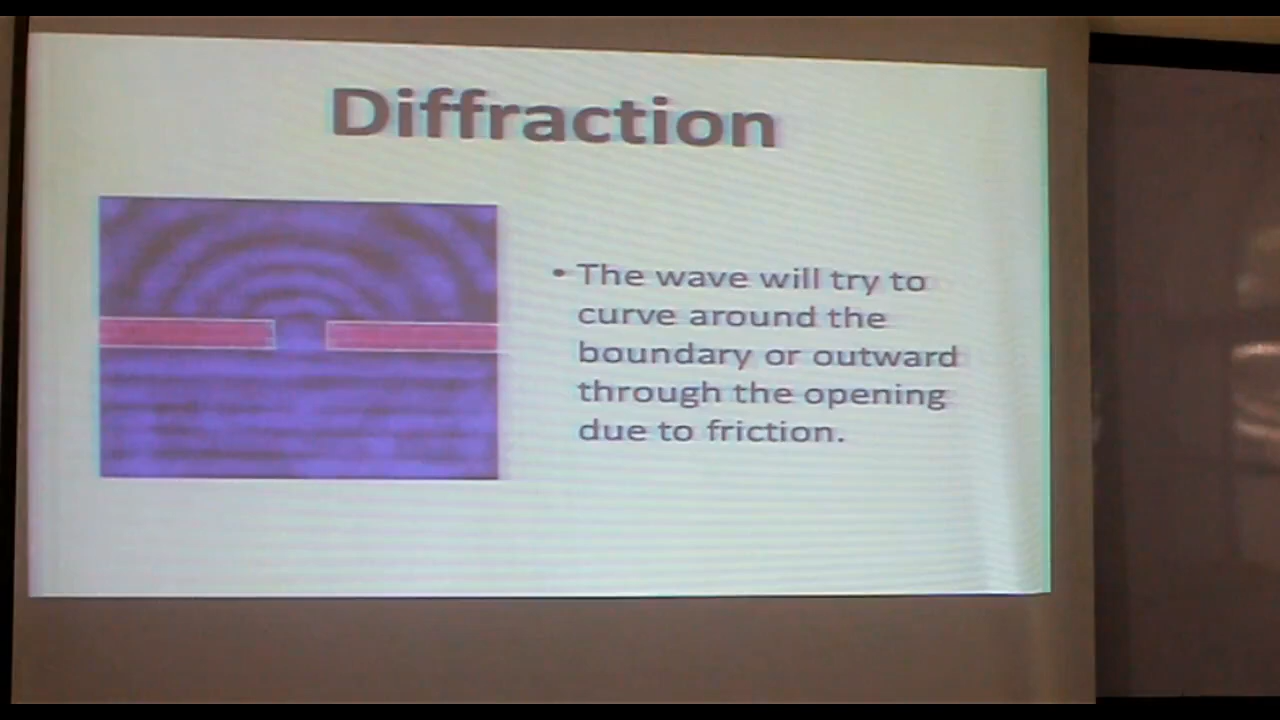 Diffraction
• The wave will try to
curve around the
boundary or outward
through the opening
due to friction.